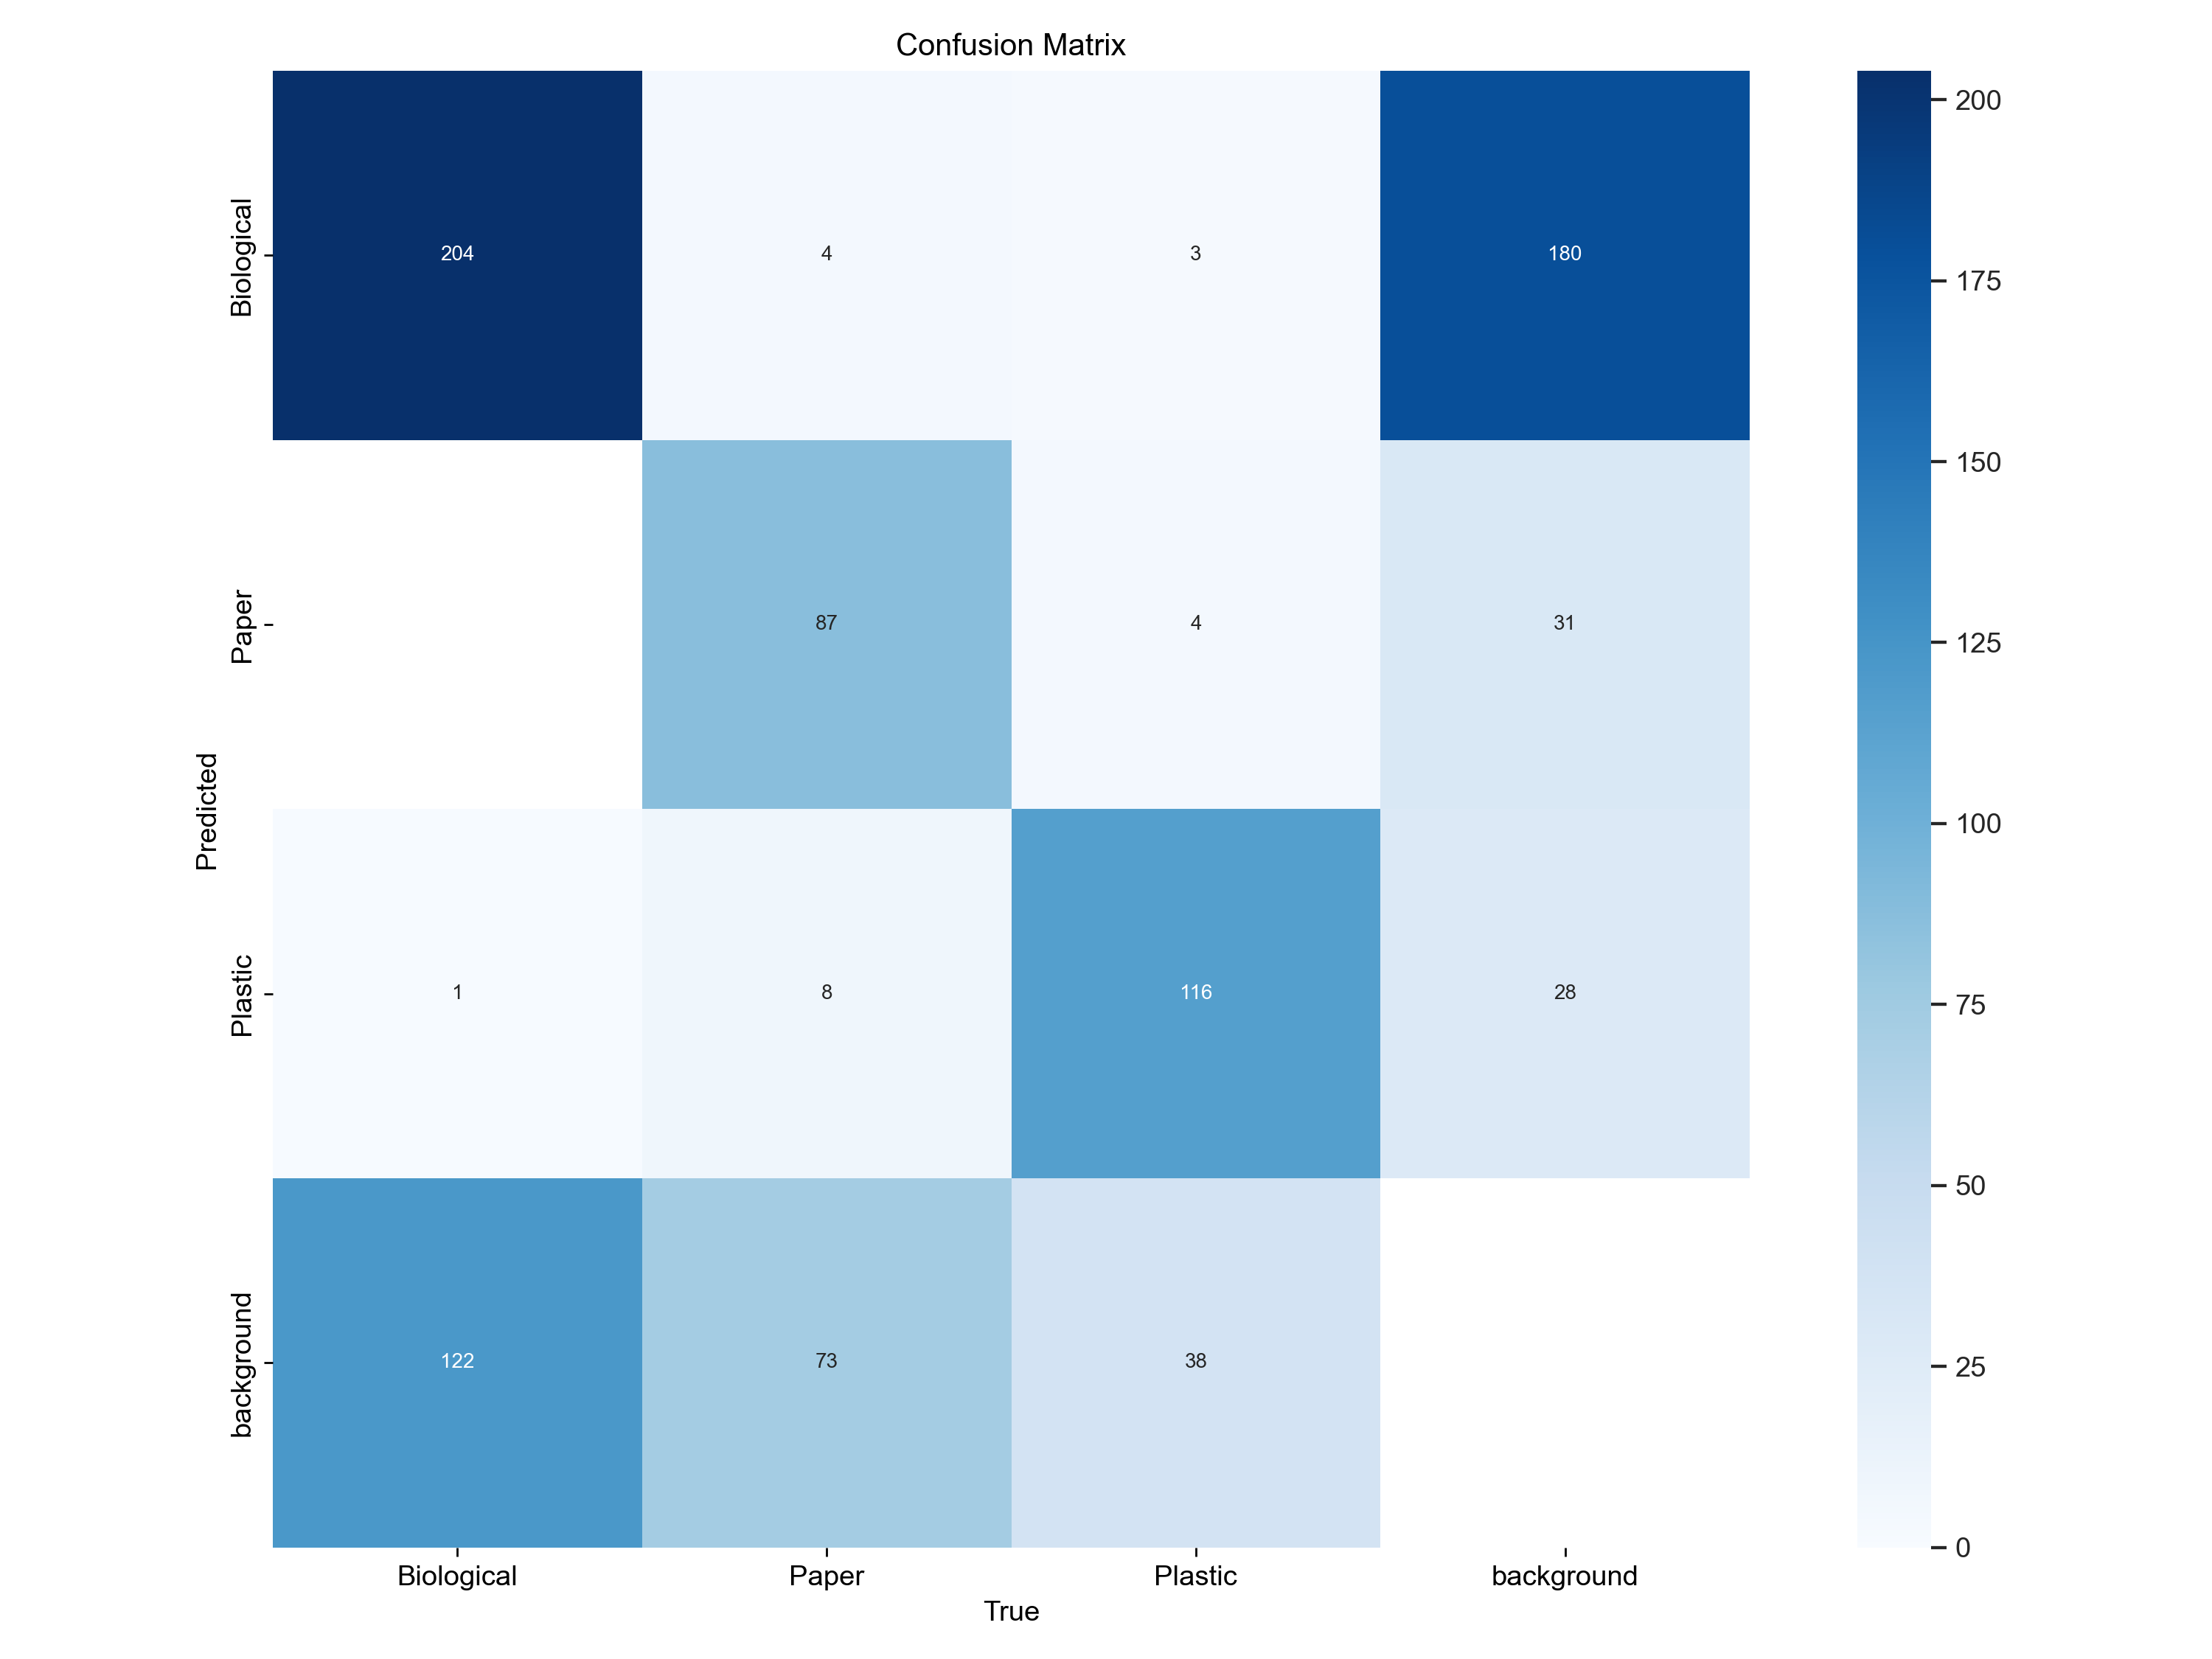 Confusion Matrix
Biological
204
4
3
180
200
175
150
125
100
75
50
25
0
Paper
87
4
31
Predicted
Plastic
1
8
116
28
background
122
73
38
Biological
Paper
Plastic
background
True